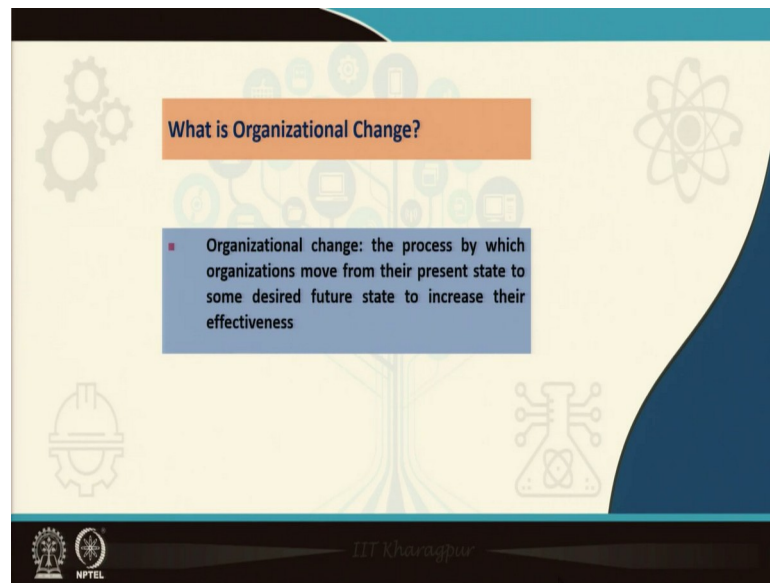 What is Organizational Change?
▪ Organizational change: the process by which
organizations move from their present state to
some desired future state to increase their
effectiveness
IIT Kharagpur
NPTEL